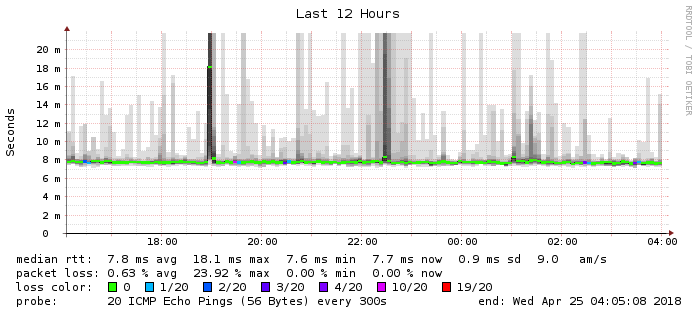 Last 12 Hours
RRDTOOL / TOBI OETIKER
Seconds
20 m
18 m
16 m
14 m
12 m
10 m
8 m
6 m
4 m
2 m
0
18:00 20:00 22:00 00:00 02:00 04:00
median rtt: 7.8 ms avg 18.1 ms max 7.6 ms min 7.7 ms now 0.9 ms sd 9.0 am/s
packet loss: 0.63 % avg 23.92 % max 0.00 % min 0.00 % now
loss color: 0 1/20 2/20 3/20 4/20 10/20 19/20
probe: 20 ICMP Echo Pings (56 Bytes) every 300s end: Wed Apr 25 04:05:08 2018